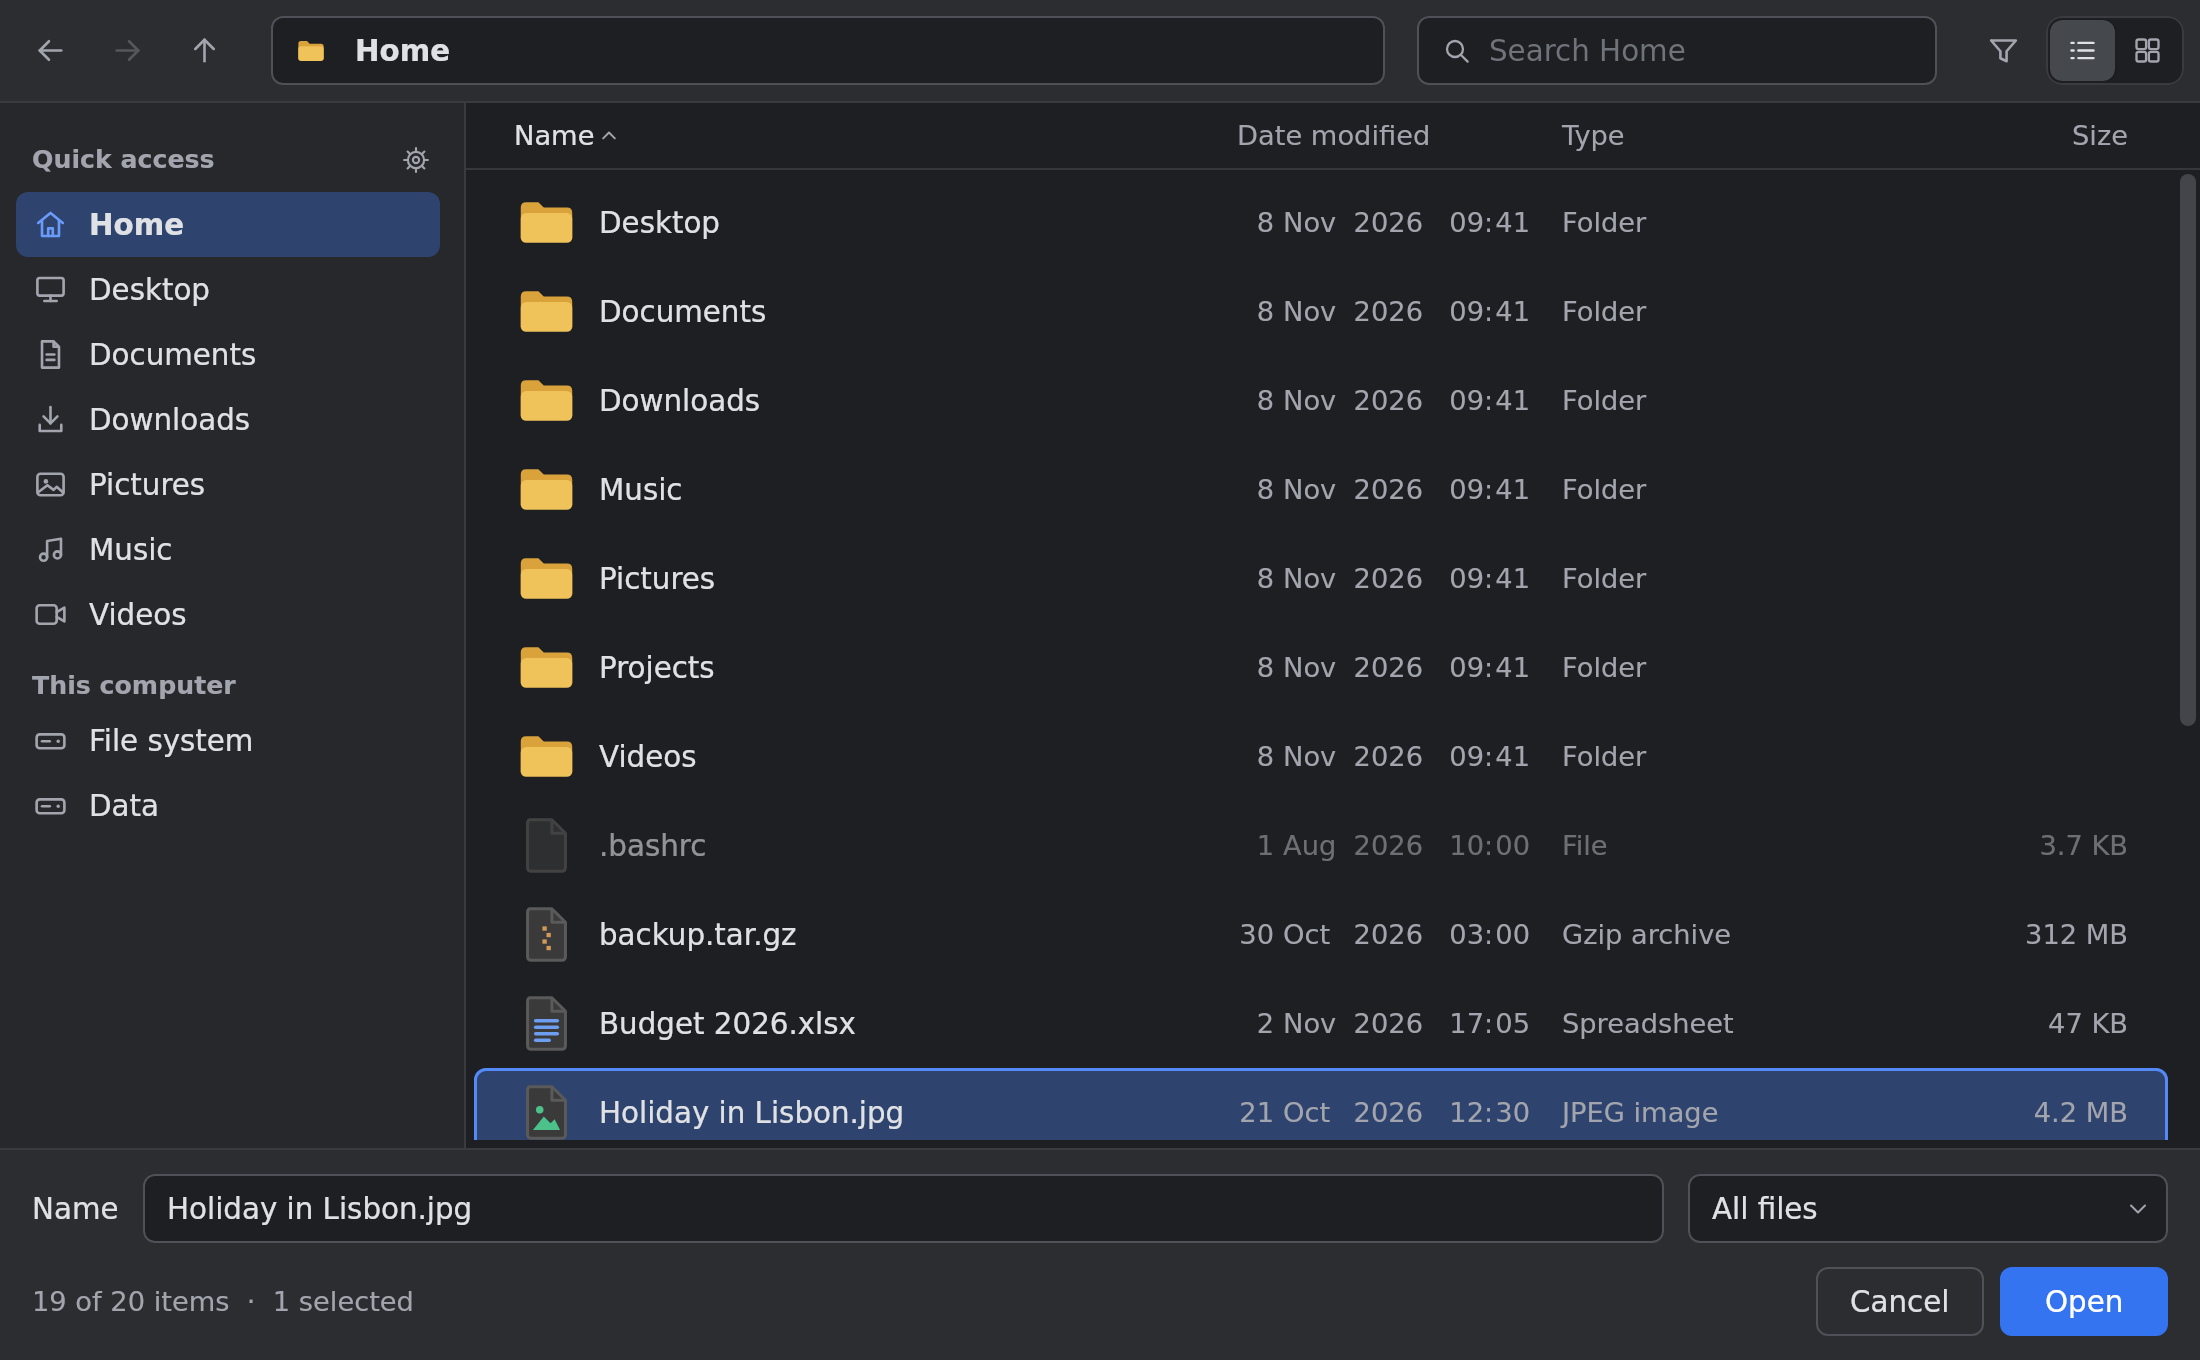 Home
Search Home
Quick access
Home
Desktop
Documents
Downloads
Pictures
Music
Videos
This computer
File system
Data
Name Date modified Type Size
Desktop 8 Nov 2026 09:41 Folder
Documents 8 Nov 2026 09:41 Folder
Downloads 8 Nov 2026 09:41 Folder
Music 8 Nov 2026 09:41 Folder
Pictures 8 Nov 2026 09:41 Folder
Projects 8 Nov 2026 09:41 Folder
Videos 8 Nov 2026 09:41 Folder
.bashrc 1 Aug 2026 10:00 File 3.7 KB
backup.tar.gz 30 Oct 2026 03:00 Gzip archive 312 MB
Budget 2026.xlsx 2 Nov 2026 17:05 Spreadsheet 47 KB
Holiday in Lisbon.jpg 21 Oct 2026 12:30 JPEG image 4.2 MB
Name Holiday in Lisbon.jpg All files
19 of 20 items · 1 selected
Cancel Open